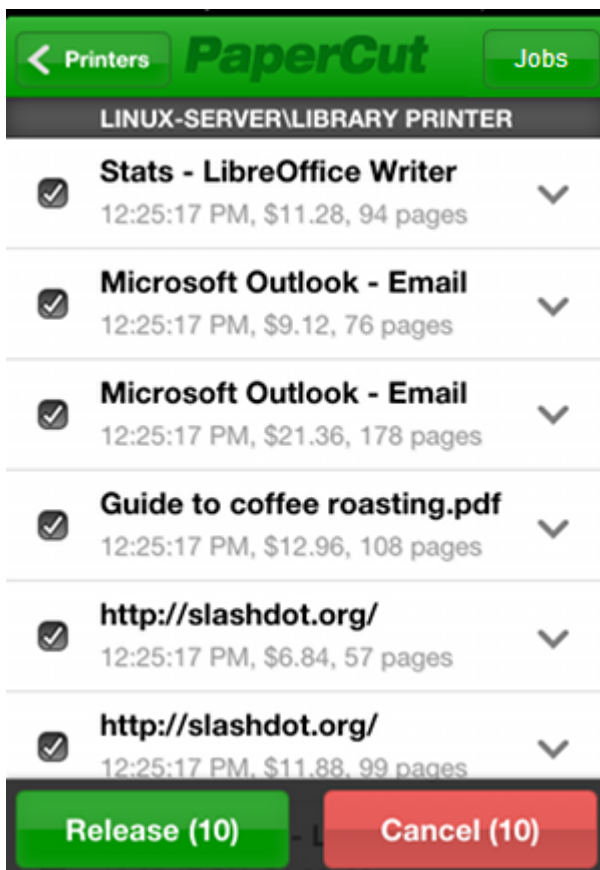 Printers PaperCut Jobs
LINUX-SERVER\LIBRARY PRINTER
Stats - LibreOffice Writer
12:25:17 PM, $11.28, 94 pages
Microsoft Outlook - Email
12:25:17 PM, $9.12, 76 pages
Microsoft Outlook - Email
12:25:17 PM, $21.36, 178 pages
Guide to coffee roasting.pdf
12:25:17 PM, $12.96, 108 pages
http://slashdot.org/
12:25:17 PM, $6.84, 57 pages
http://slashdot.org/
12:25:17 PM, $11.88, 99 pages
Release (10) Cancel (10)